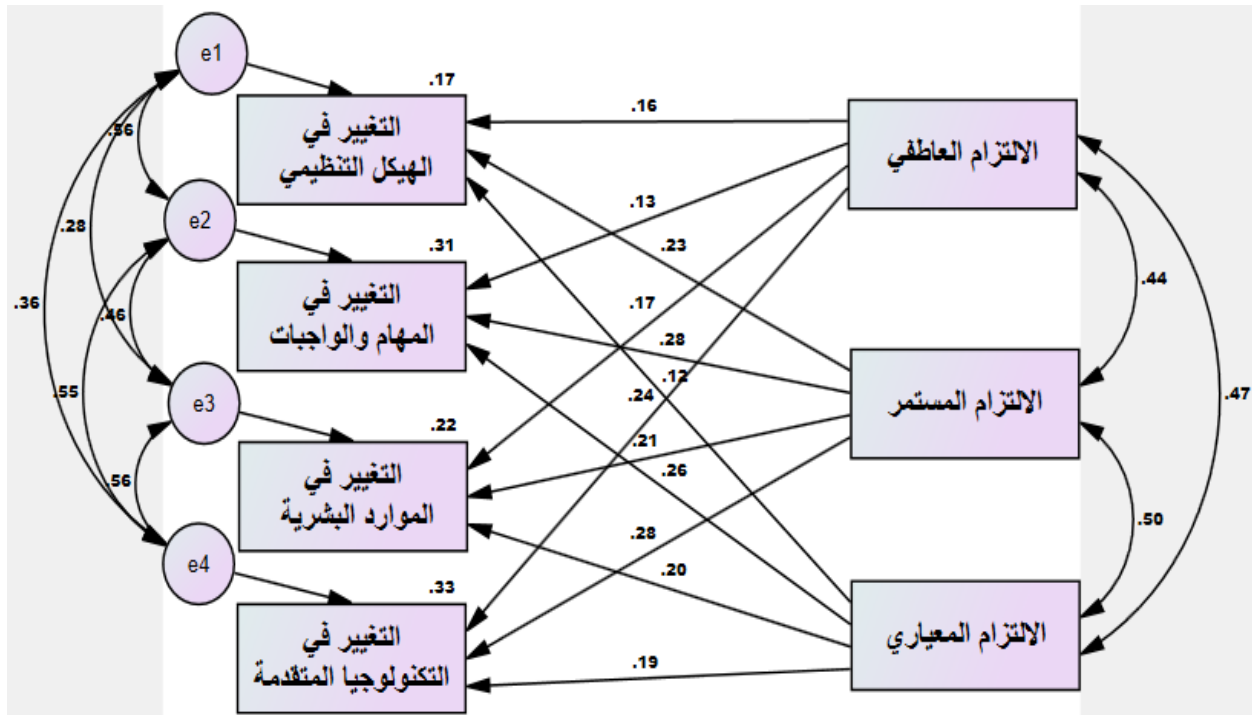 e1
.17
التغيير في
الهيكل التنظيمي
.16
الالتزام العاطفي
.56
e2
.28
.31
.13
.23
التغيير في
المهام والواجبات
.36
.46
.17
.44
.28
.12
.24
الالتزام المستمر
.47
.55
e3
.22
.21
التغيير في
الموارد البشرية
.26
.56
.28
.50
e4
.33
.20
التغيير في
التكنولوجيا المتقدمة
.19
الالتزام المعياري